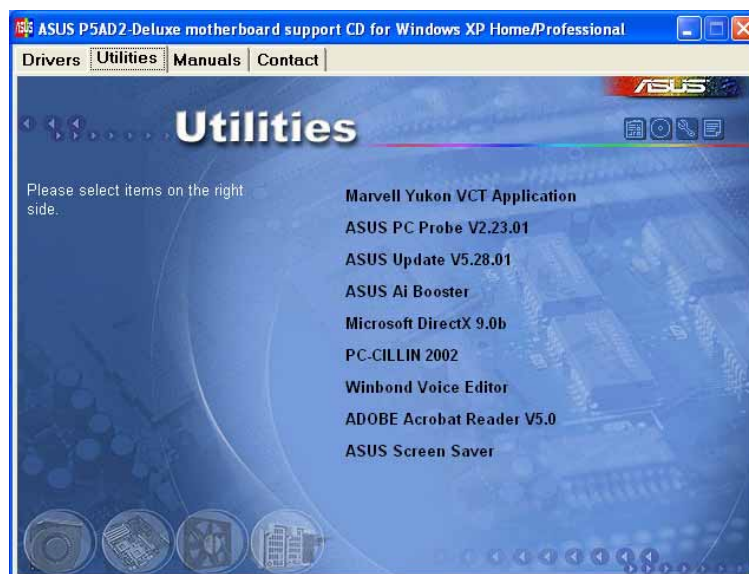 ASUS P5AD2-Deluxe motherboard support CD for Windows XP Home/Professional
Drivers Utilities Manuals Contact
ASUS
Utilities
Please select items on the right
side.
Marvell Yukon VCT Application
ASUS PC Probe V2.23.01
ASUS Update V5.28.01
ASUS Ai Booster
Microsoft DirectX 9.0b
PC-CILLIN 2002
Winbond Voice Editor
ADOBE Acrobat Reader V5.0
ASUS Screen Saver